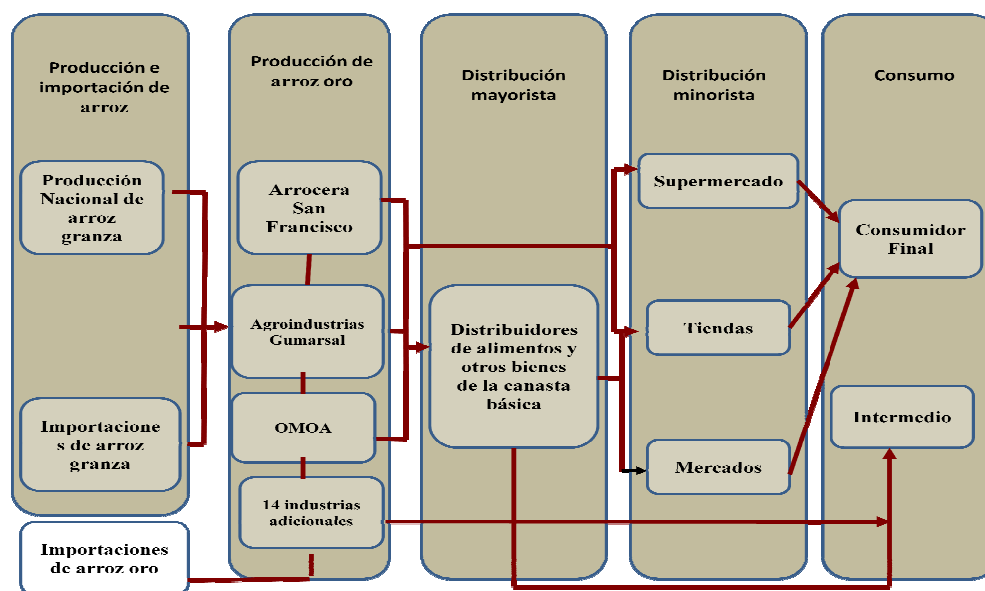 Producción e
importación de
arroz
Producción
Nacional de
arroz
granza
Importacione
s de arroz
granza
Importaciones
de arroz oro
Producción de
arroz oro
Arrocera
San
Francisco
Agroindustrias
Gumarsal
OMOA
14 industrias
adicionales
Distribución
mayorista
Distribuidores
de alimentos y
otros bienes
de la canasta
básica
Distribución
minorista
Supermercado
Tiendas
Mercados
Consumo
Consumidor
Final
Intermedio